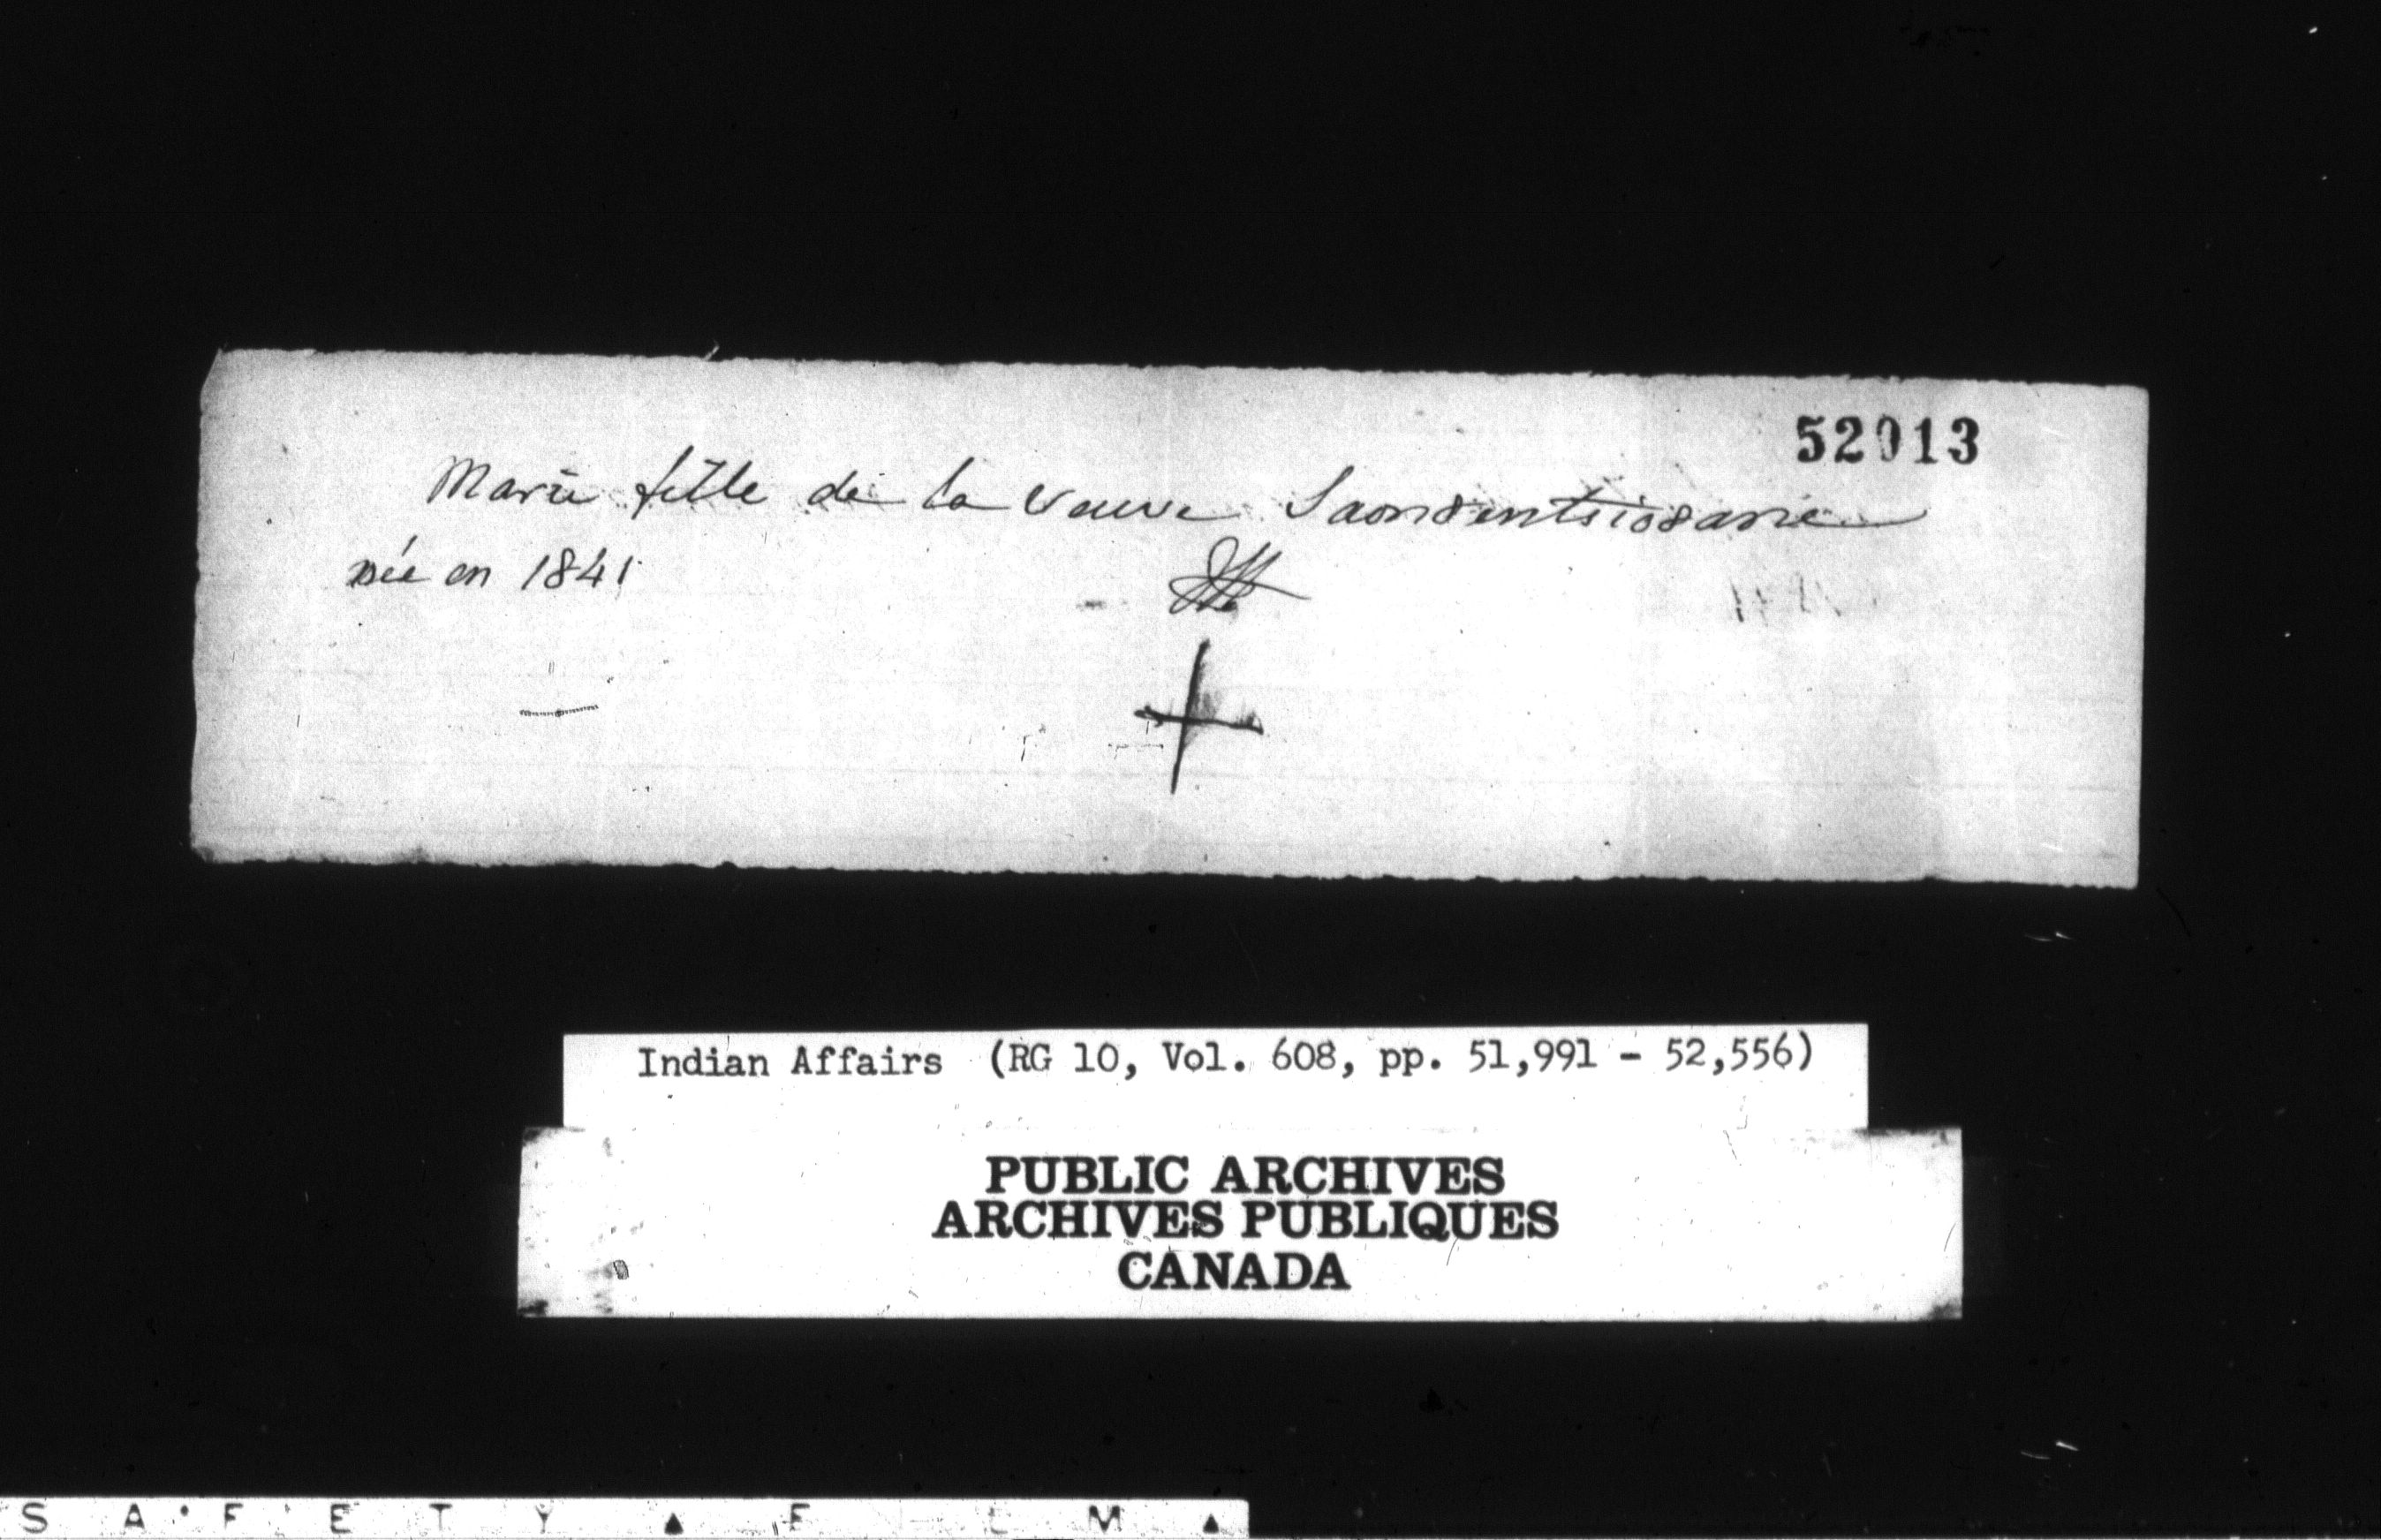 52013
Marie fille de la veuve Saon8entsio8ane
née en 1841
Indian Affairs (RG 10, Vol. 608, pp. 51,991 - 52,556)
PUBLIC ARCHIVES
ARCHIVES PUBLIQUES
CANADA
S A F E T Y ▲ F I L M ▲